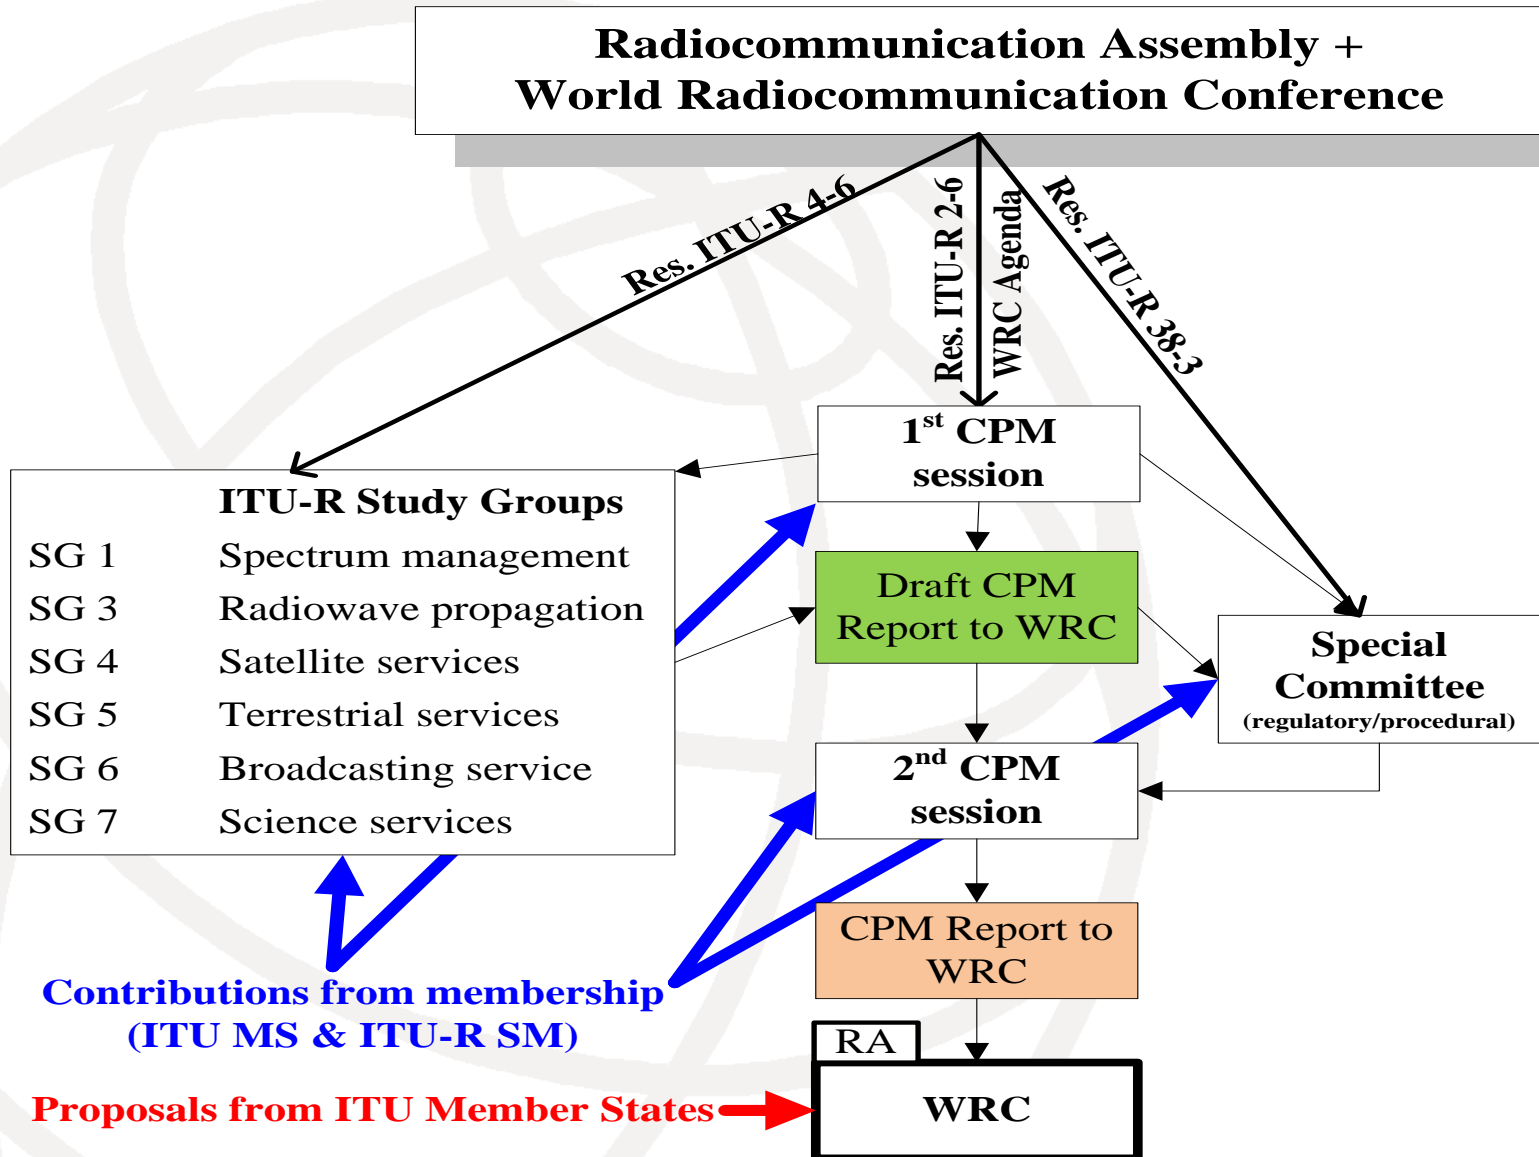 Radiocommunication Assembly +
World Radiocommunication Conference
Res. ITU-R 4-6
Res. ITU-R 2-6
WRC Agenda
Res. ITU-R 38-3
1st CPM
session
ITU-R Study Groups
SG 1 Spectrum management
SG 3 Radiowave propagation
SG 4 Satellite services
SG 5 Terrestrial services
SG 6 Broadcasting service
SG 7 Science services
Draft CPM
Report to WRC
Special
Committee
(regulatory/procedural)
2nd CPM
session
CPM Report to
WRC
Contributions from membership
(ITU MS & ITU-R SM)
RA
Proposals from ITU Member States
WRC